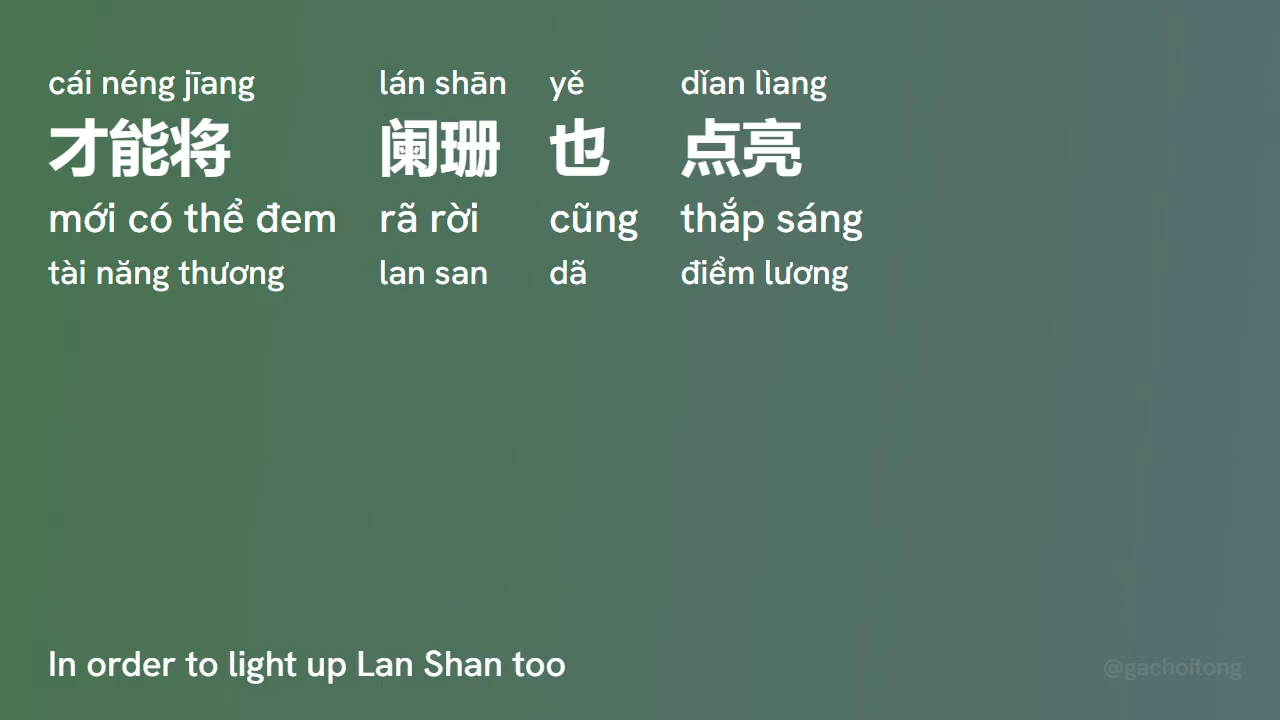 cái néng jīang lán shān yě dǐan lìang
才能将 阑珊 也 点亮
mới có thể đem rã rời cũng thắp sáng
tài năng thương lan san dã điểm lương
In order to light up Lan Shan too
@gachoitong